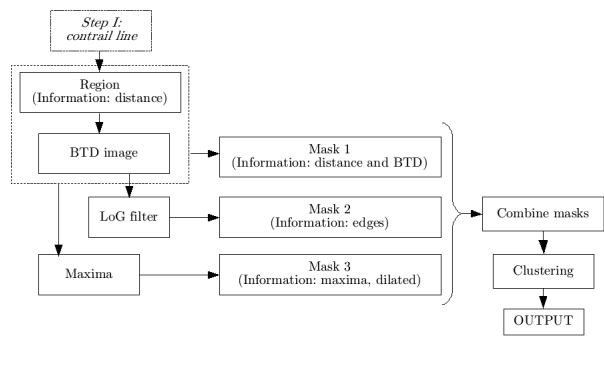 Step I:
contrail line
Region
(Information: distance)
BTD image
Mask 1
(Information: distance and BTD)
LoG filter
Mask 2
(Information: edges)
Combine masks
Maxima
Mask 3
(Information: maxima, dilated)
Clustering
OUTPUT